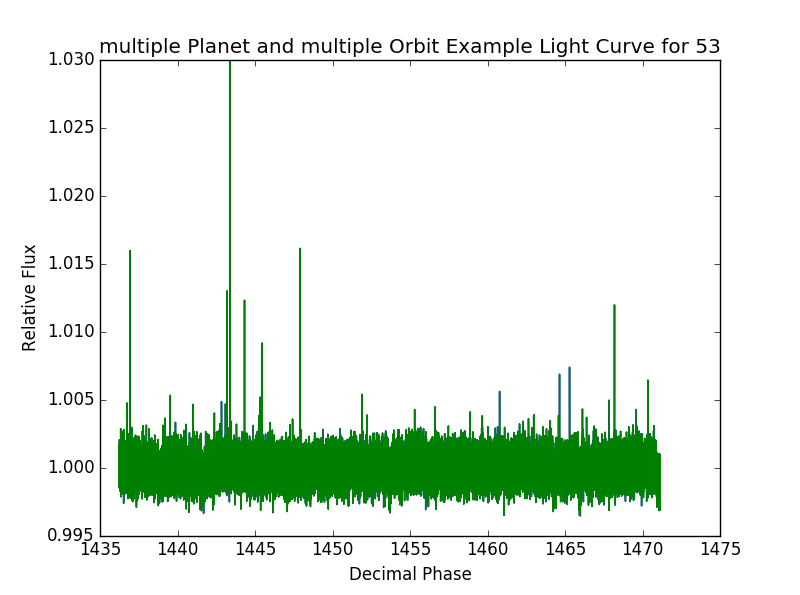 multiple Planet and multiple Orbit Example Light Curve for 53
1.030
1.025
1.020
1.015
1.010
1.005
1.000
0.995
Relative Flux
1435 1440 1445 1450 1455 1460 1465 1470 1475
Decimal Phase